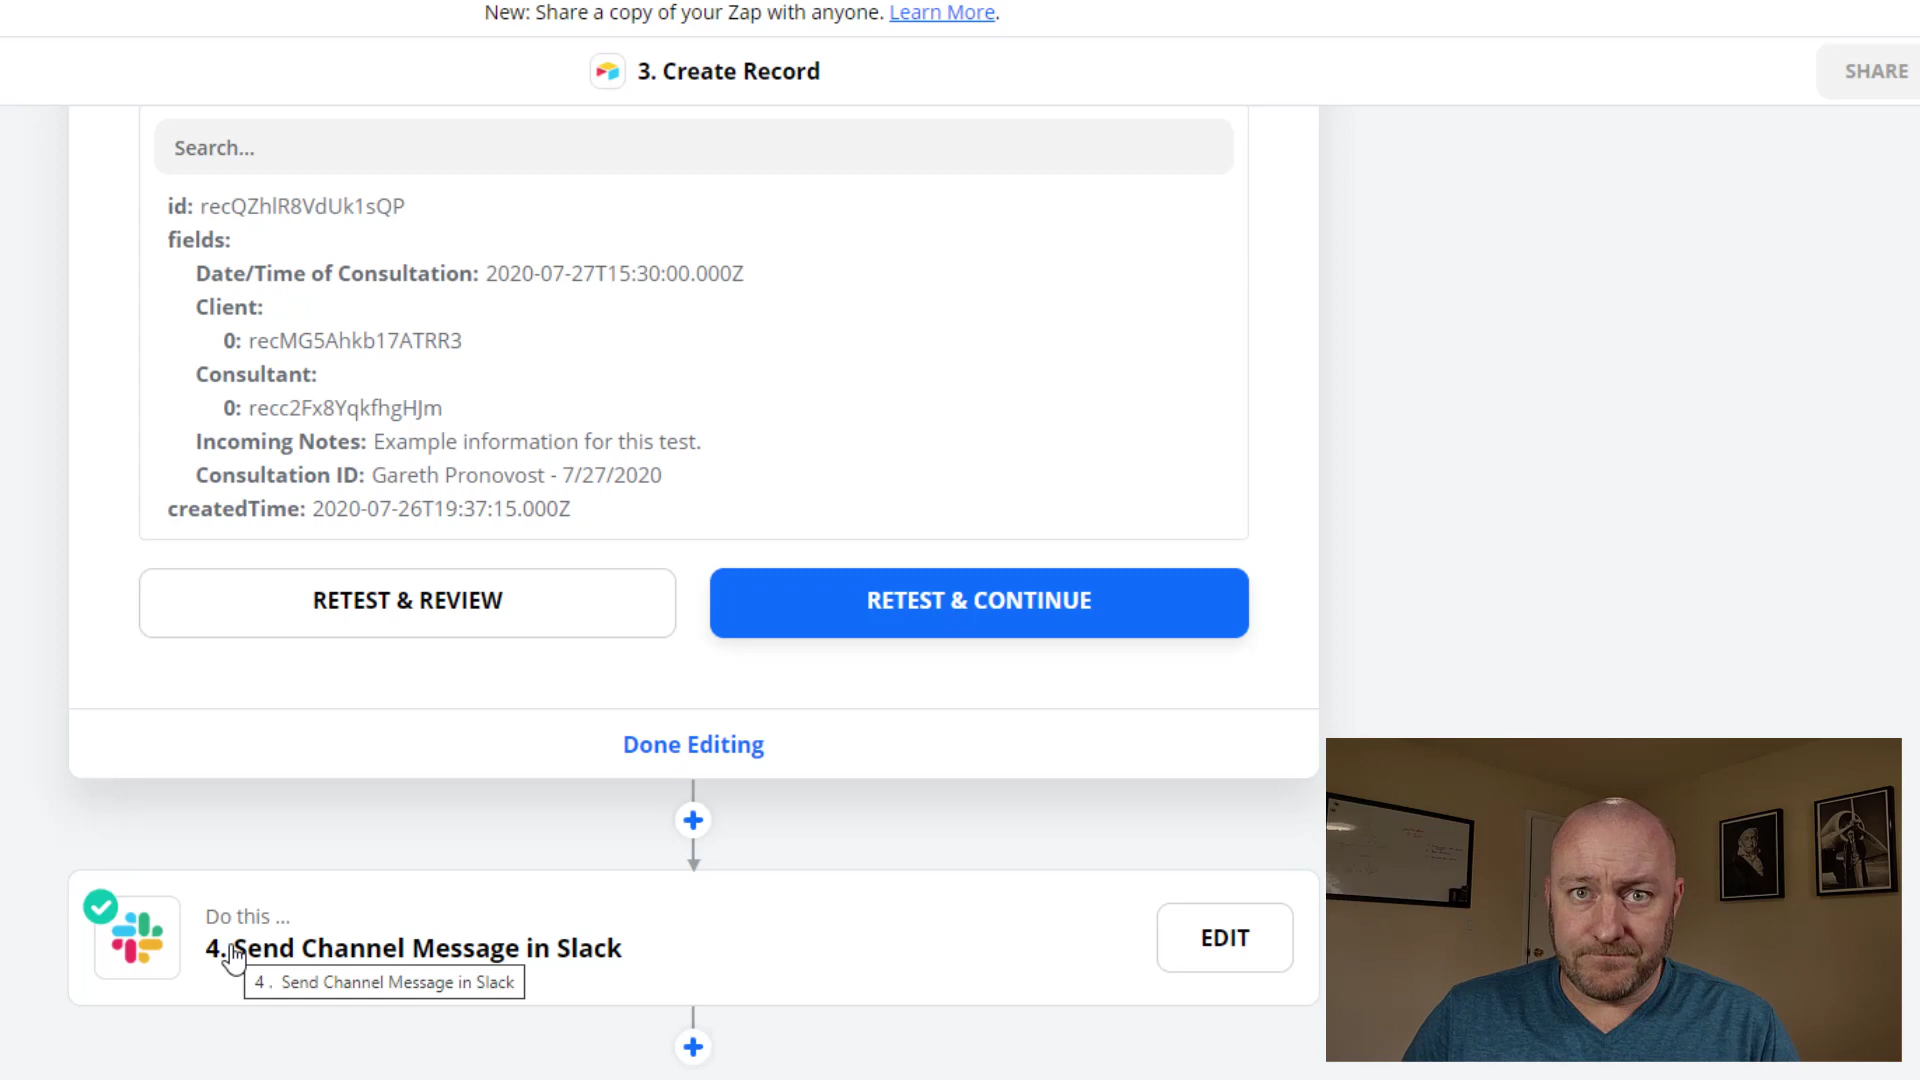 New: Share a copy of your Zap with anyone. Learn More.
3. Create Record
SHARE
Search...
id: recQZhlR8VdUk1sQP
fields:
Date/Time of Consultation: 2020-07-27T15:30:00.000Z
Client:
0: recMG5Ahkb17ATRR3
Consultant:
0: recc2Fx8YqkfhgHJm
Incoming Notes: Example information for this test.
Consultation ID: Gareth Pronovost - 7/27/2020
createdTime: 2020-07-26T19:37:15.000Z
RETEST & REVIEW
RETEST & CONTINUE
Done Editing
Do this ...
4. Send Channel Message in Slack
EDIT
4 . Send Channel Message in Slack